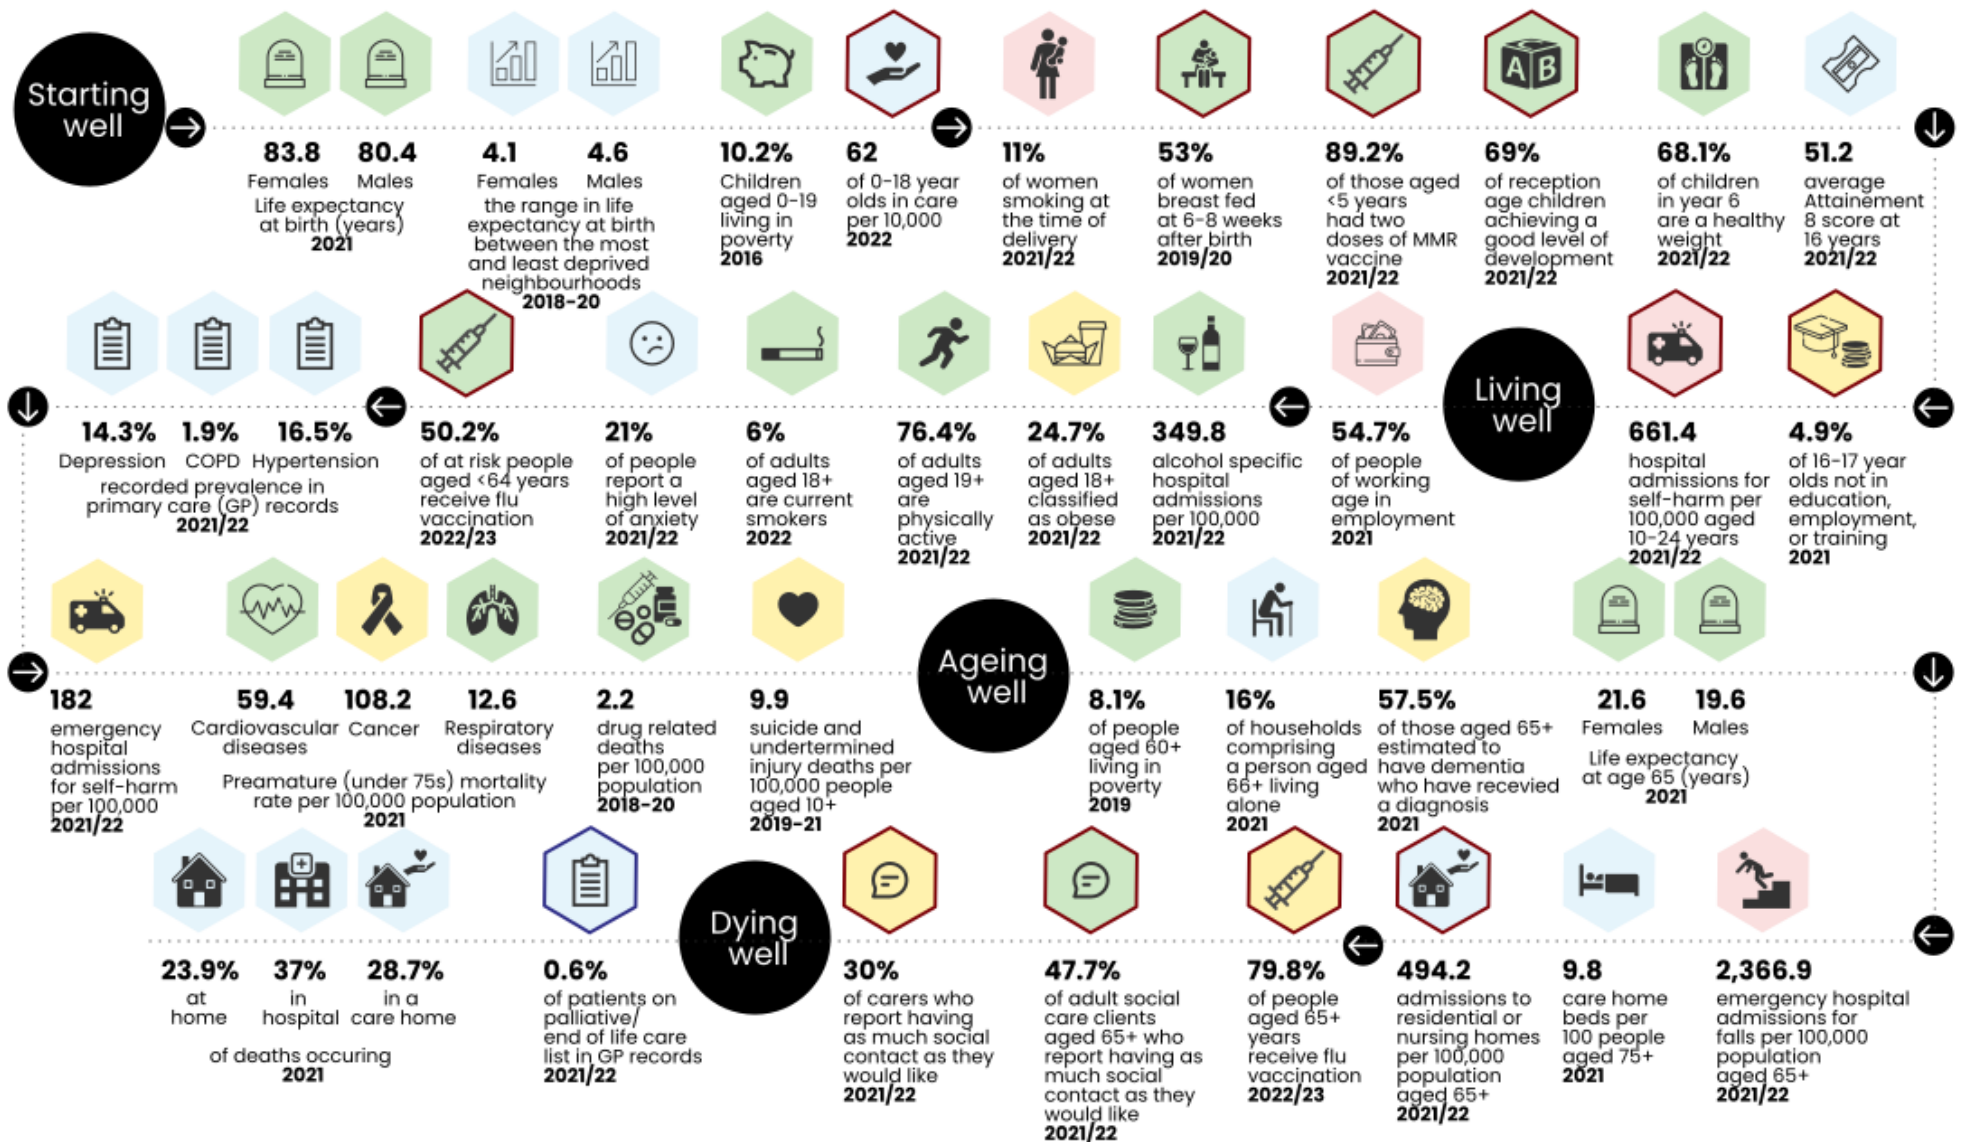 Starting
well
83.8
Females
80.4
Males
Life expectancy
at birth (years)
2021
4.1
Females
4.6
Males
the range in life
expectancy at birth
between the most
and least deprived
neighbourhoods
2018-20
10.2%
Children
aged 0-19
living in
poverty
2016
62
of 0-18 year
olds in care
per 10,000
2022
11%
of women
smoking at
the time of
delivery
2021/22
53%
of women
breast fed
at 6-8 weeks
after birth
2019/20
89.2%
of those aged
<5 years
had two
doses of MMR
vaccine
2021/22
A B
69%
of reception
age children
achieving a
good level of
development
2021/22
68.1%
of children
in year 6
are a healthy
weight
2021/22
51.2
average
Attainement
8 score at
16 years
2021/22
4.9%
of 16-17 year
olds not in
education,
employment,
or training
2021
661.4
hospital
admissions for
self-harm per
100,000 aged
10-24 years
2021/22
Living
well
54.7%
of people
of working
age in
employment
2021
349.8
alcohol specific
hospital
admissions
per 100,000
2021/22
24.7%
of adults
aged 18+
classified
as obese
2021/22
76.4%
of adults
aged 19+
are
physically
active
2021/22
6%
of adults
aged 18+
are current
smokers
2022
21%
of people
report a
high level
of anxiety
2021/22
50.2%
of at risk people
aged <64 years
receive flu
vaccination
2022/23
14.3%
Depression
1.9%
COPD
16.5%
Hypertension
recorded prevalence in
primary care (GP) records
2021/22
182
emergency
hospital
admissions
for self-harm
per 100,000
2021/22
59.4
Cardiovascular
diseases
108.2
Cancer
12.6
Respiratory
diseases
Preamature (under 75s) mortality
rate per 100,000 population
2021
2.2
drug related
deaths
per 100,000
population
2018-20
9.9
suicide and
undertermined
injury deaths per
100,000 people
aged 10+
2019-21
Ageing
well
8.1%
of people
aged 60+
living in
poverty
2019
16%
of households
comprising
a person aged
66+ living
alone
2021
57.5%
of those aged 65+
estimated to
have dementia
who have recevied
a diagnosis
2021
21.6
Females
19.6
Males
Life expectancy
at age 65 (years)
2021
2,366.9
emergency hospital
admissions for
falls per 100,000
population
aged 65+
2021/22
9.8
care home
beds per
100 people
aged 75+
2021
494.2
admissions to
residential or
nursing homes
per 100,000
population
aged 65+
2021/22
79.8%
of people
aged 65+
years
receive flu
vaccination
2022/23
47.7%
of adult social
care clients
aged 65+ who
report having as
much social
contact as they
would like
2021/22
30%
of carers who
report having
as much social
contact as they
would like
2021/22
Dying
well
0.6%
of patients on
palliative/
end of life care
list in GP records
2021/22
23.9%
at
home
37%
in
hospital
28.7%
in a
care home
of deaths occuring
2021